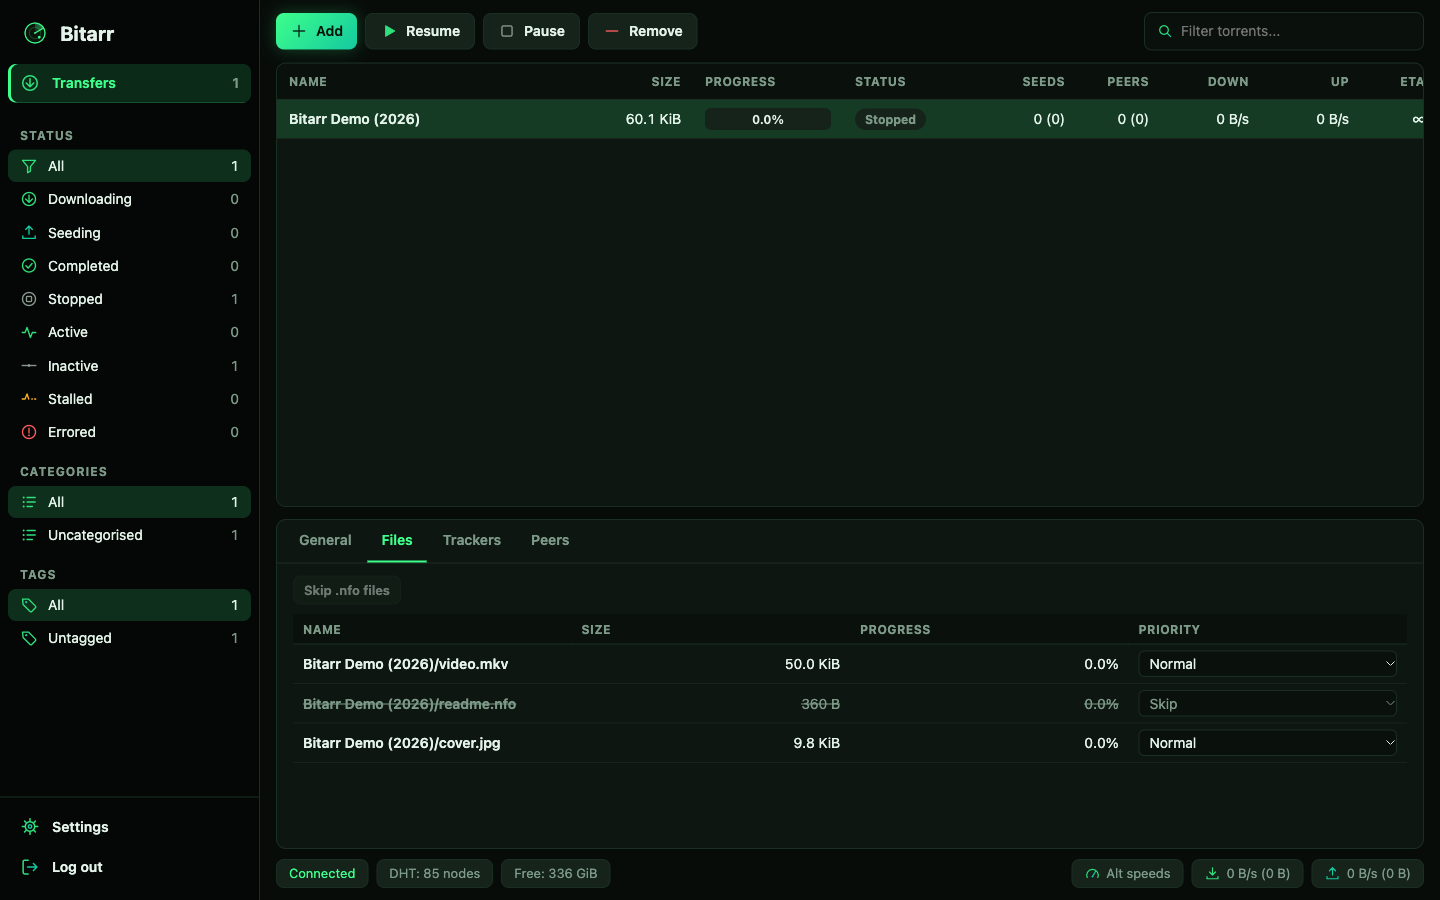 Bitarr
Transfers 1
STATUS
All 1
Downloading 0
Seeding 0
Completed 0
Stopped 1
Active 0
Inactive 1
Stalled 0
Errored 0
CATEGORIES
All 1
Uncategorised 1
TAGS
All 1
Untagged 1
Settings
Log out
Add Resume Pause Remove Filter torrents...
NAME SIZE PROGRESS STATUS SEEDS PEERS DOWN UP ETA
Bitarr Demo (2026) 60.1 KiB 0.0% Stopped 0 (0) 0 (0) 0 B/s 0 B/s ∞
General Files Trackers Peers
Skip .nfo files
NAME SIZE PROGRESS PRIORITY
Bitarr Demo (2026)/video.mkv 50.0 KiB 0.0% Normal
Bitarr Demo (2026)/readme.nfo 360 B 0.0% Skip
Bitarr Demo (2026)/cover.jpg 9.8 KiB 0.0% Normal
Connected DHT: 85 nodes Free: 336 GiB Alt speeds 0 B/s (0 B) 0 B/s (0 B)